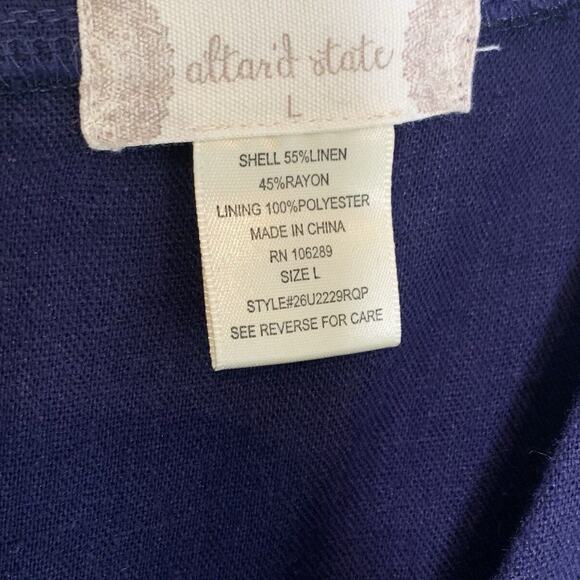 altar'd state
L
SHELL 55%LINEN
45%RAYON
LINING 100%POLYESTER
MADE IN CHINA
RN 106289
SIZE L
STYLE#26U2229RQP
SEE REVERSE FOR CARE